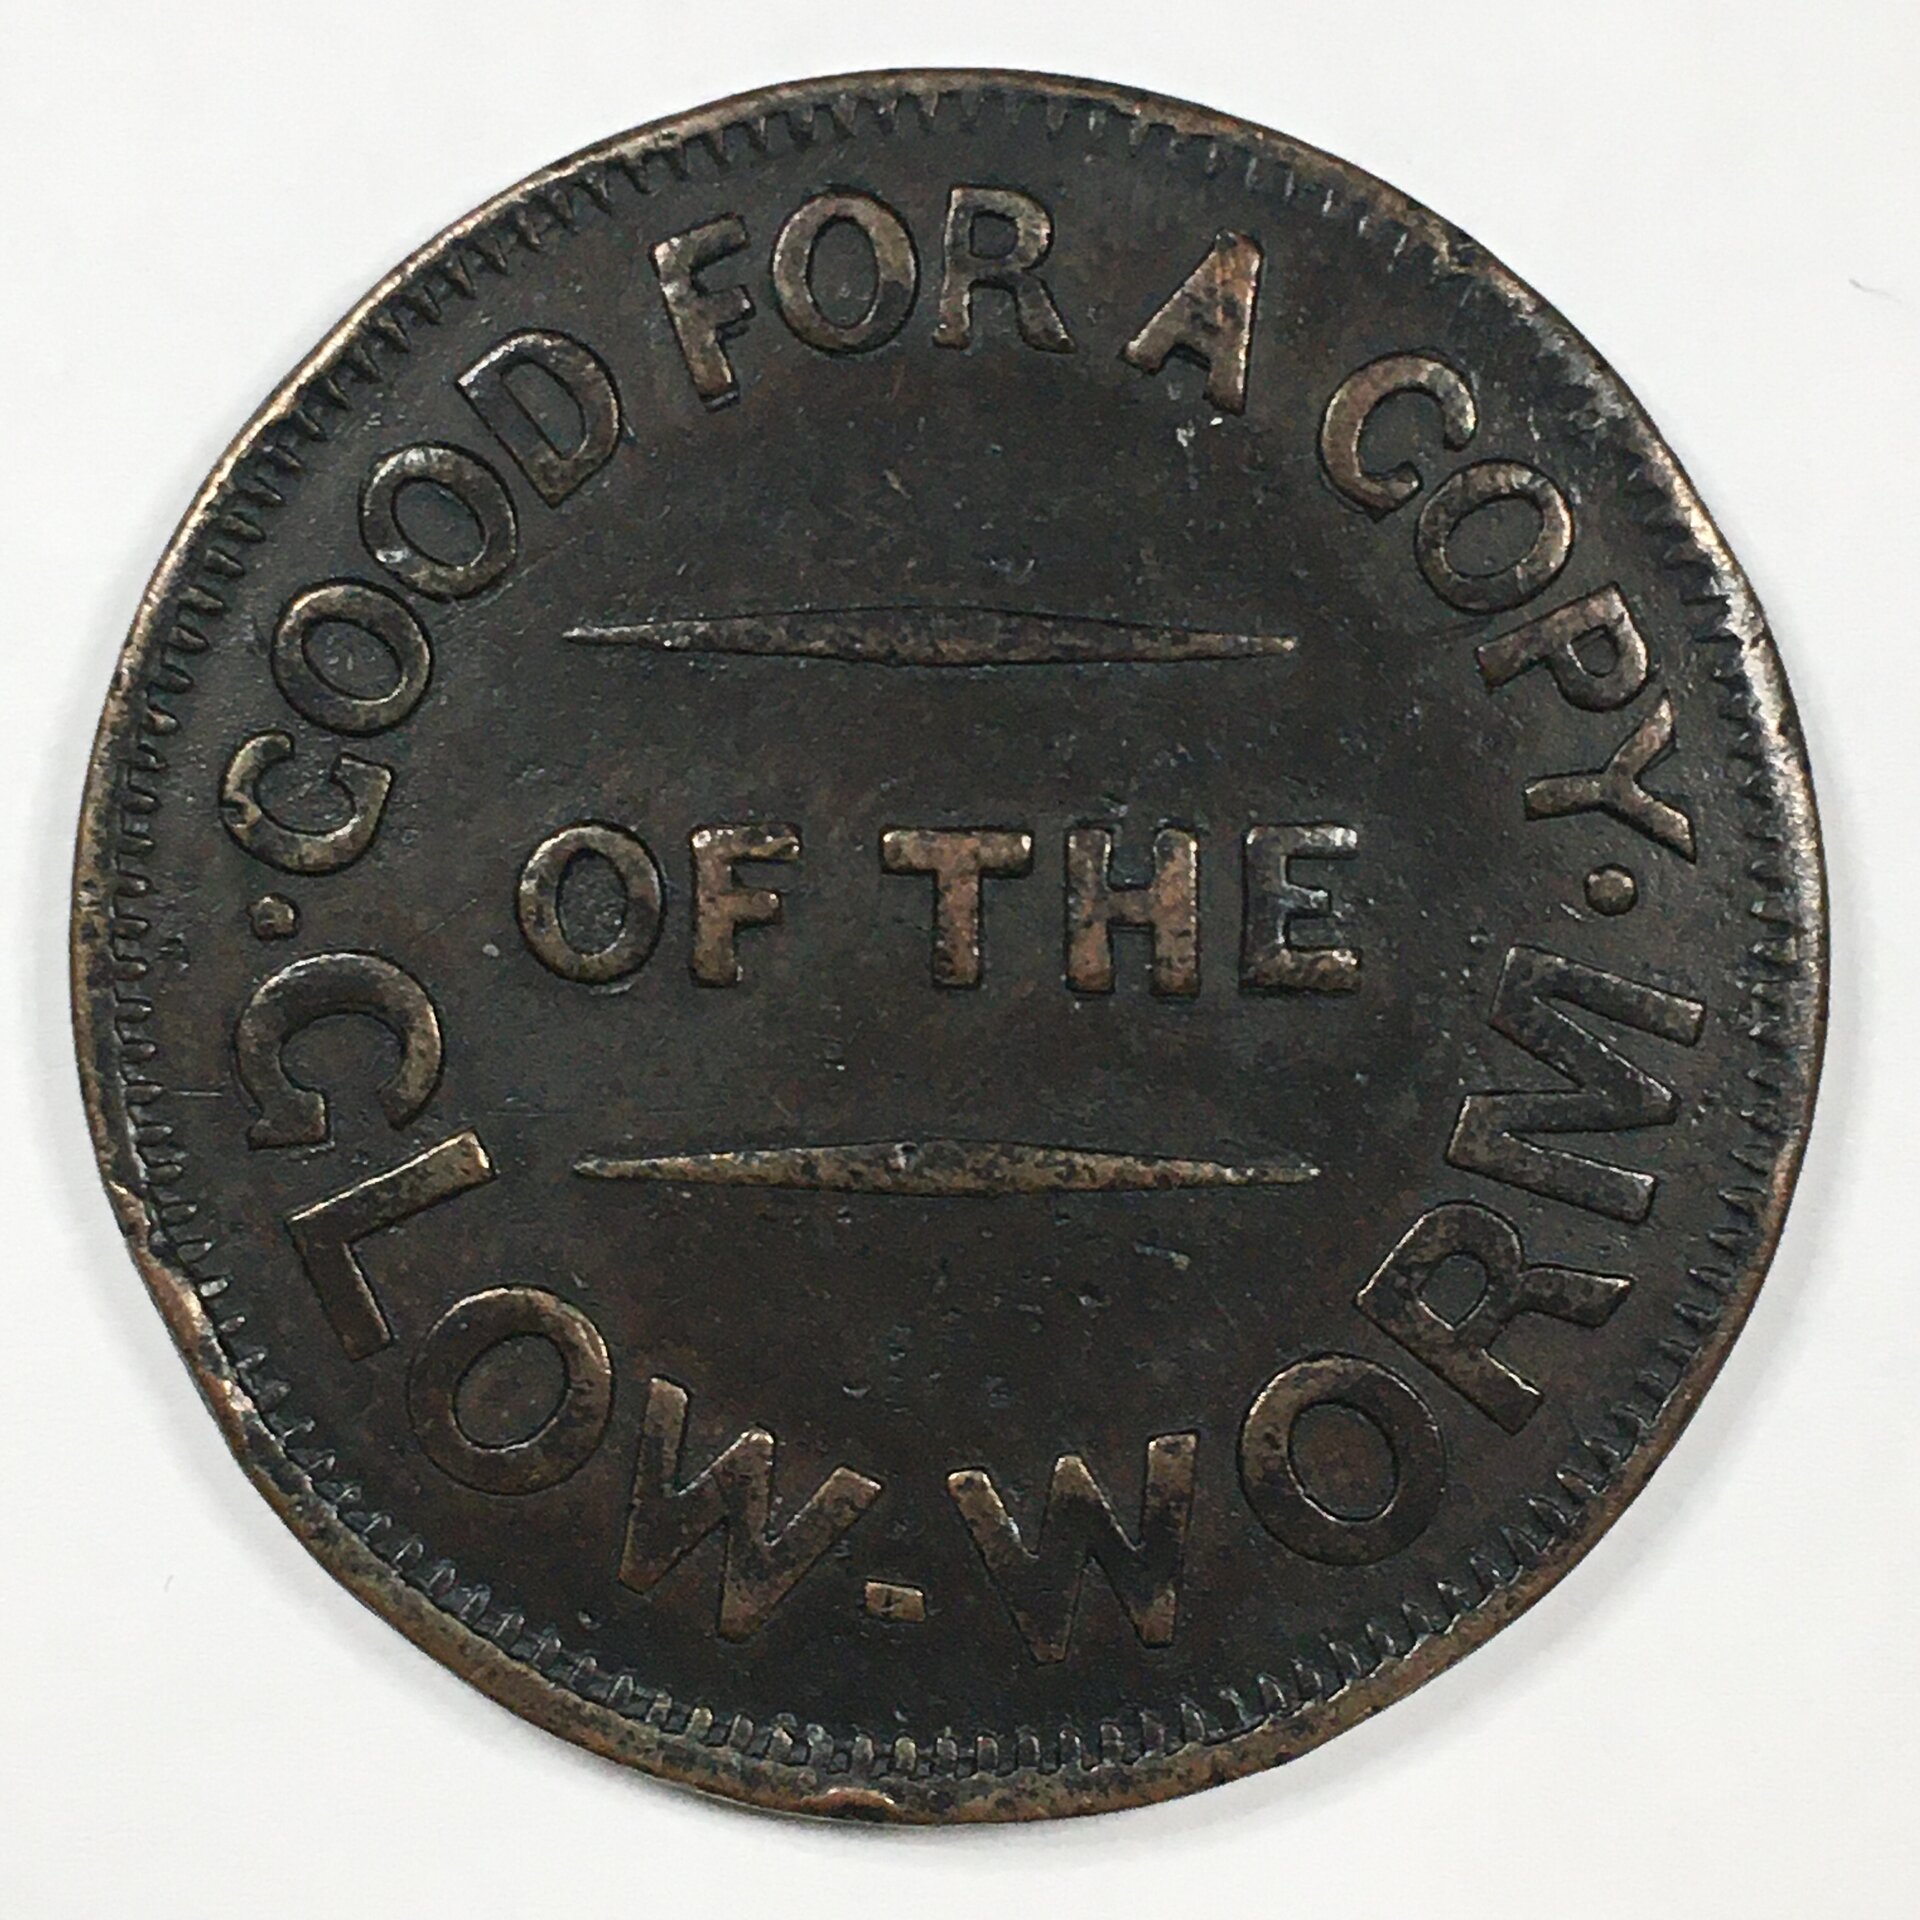 · GOOD FOR A COPY ·
OF THE
GLOW-WORM